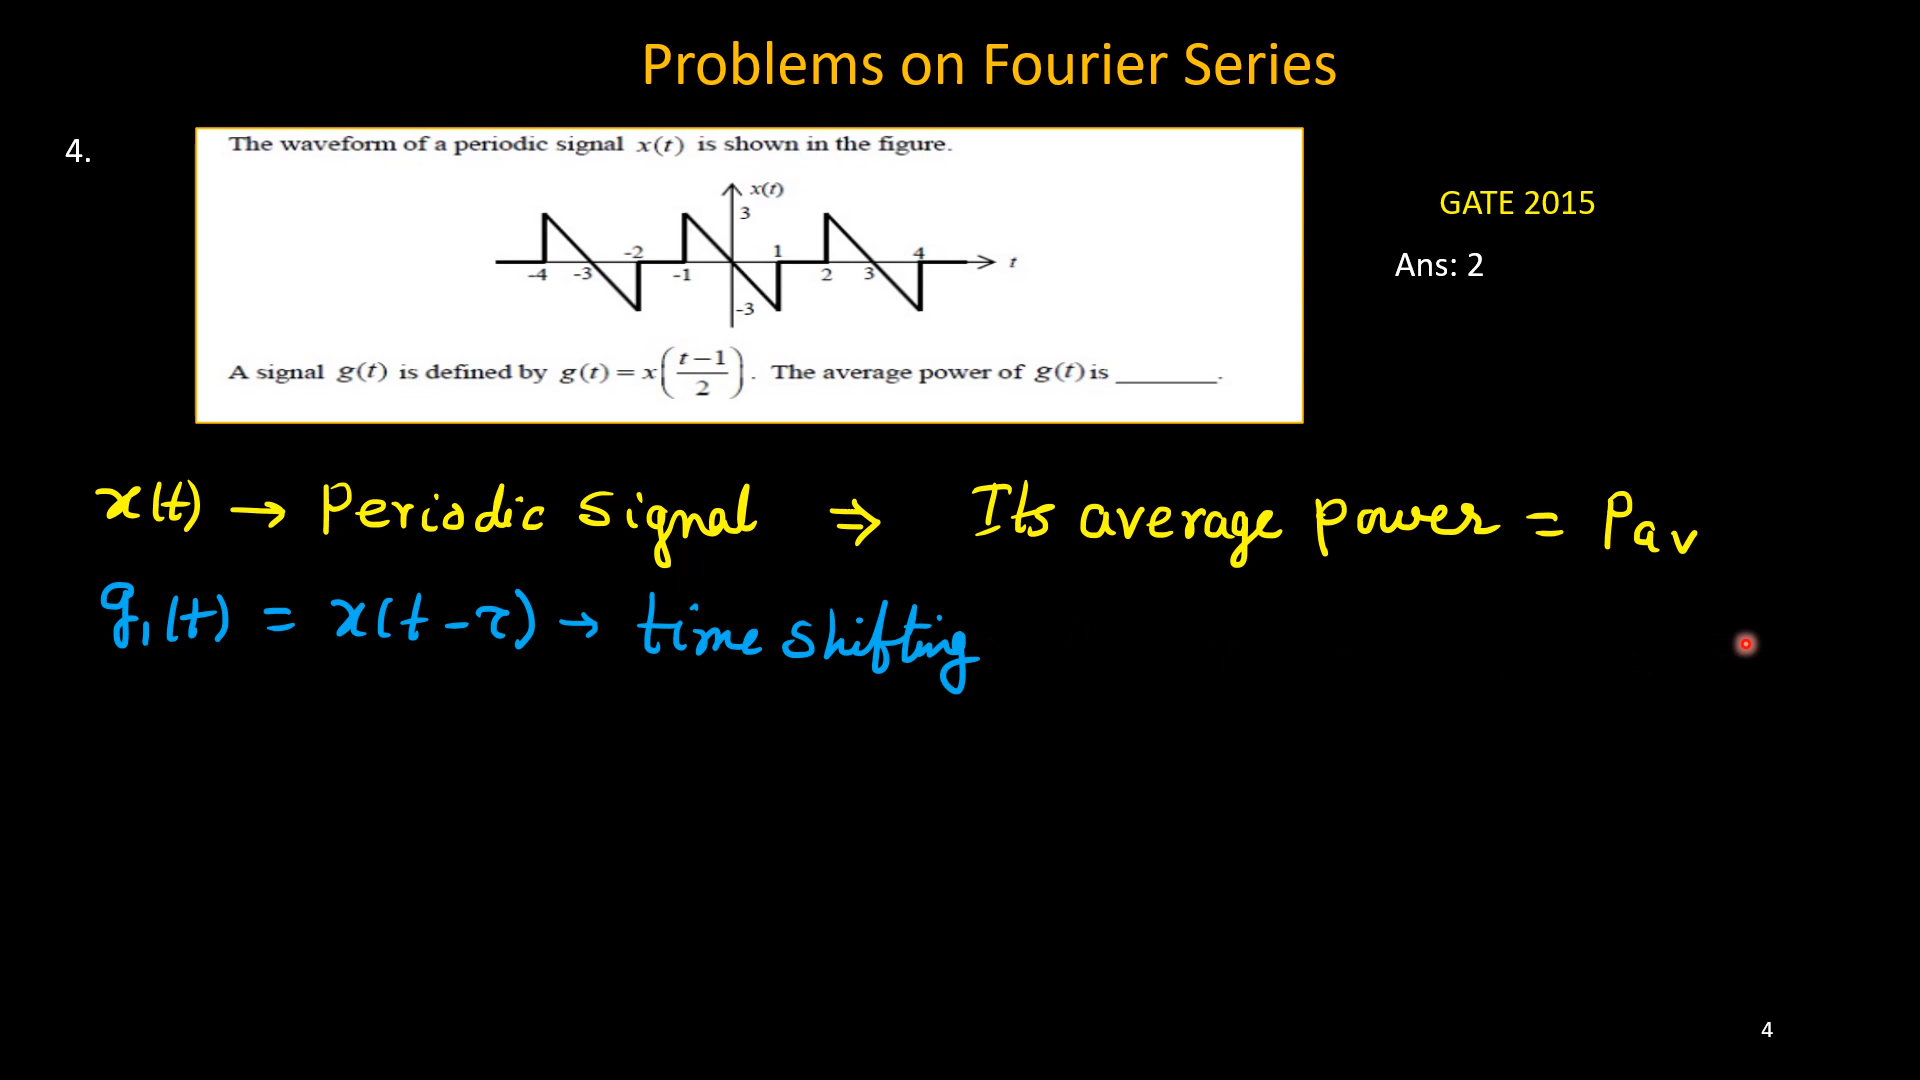 Problems on Fourier Series
4.
The waveform of a periodic signal x(t) is shown in the figure.
x(t)
3
-2 1 4 t
-4 -3 -1 2 3
-3
A signal g(t) is defined by g(t) = x((t−1)/2). The average power of g(t) is ________.
GATE 2015
Ans: 2
x(t) → Periodic Signal ⇒ Its average power = Pav
g₁(t) = x(t-τ) → time shifting
4